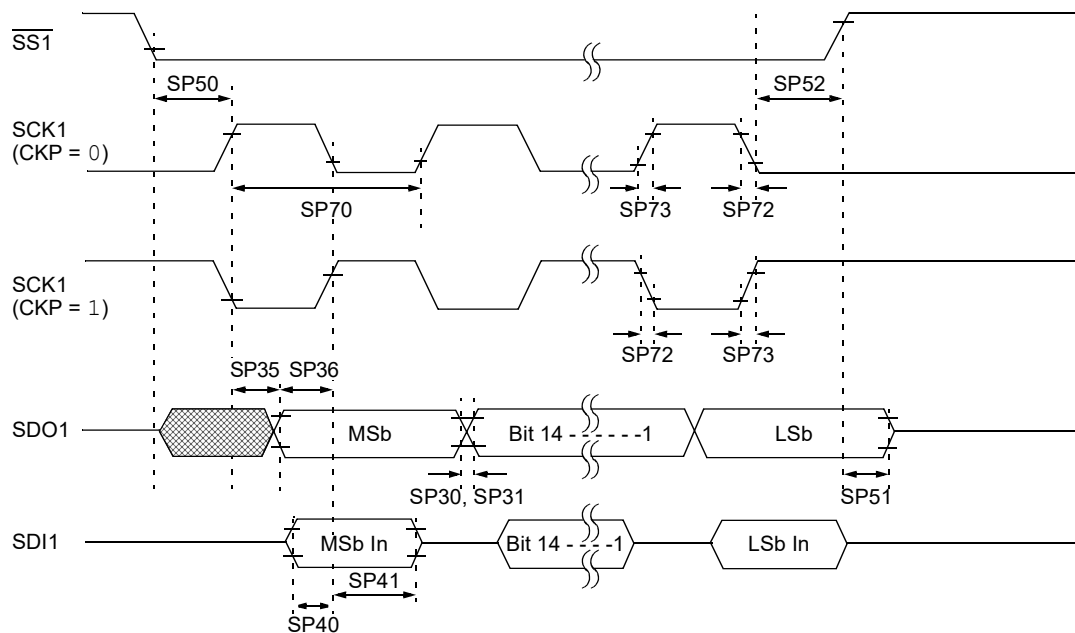 SS1
SP50
SP52
SCK1
(CKP = 0)
SP70
SP73
SP72
SCK1
(CKP = 1)
SP72
SP73
SP35
SP36
SDO1
MSb
Bit 14 - - - - - -1
LSb
SP30, SP31
SP51
SDI1
MSb In
Bit 14 - - - -1
LSb In
SP41
SP40